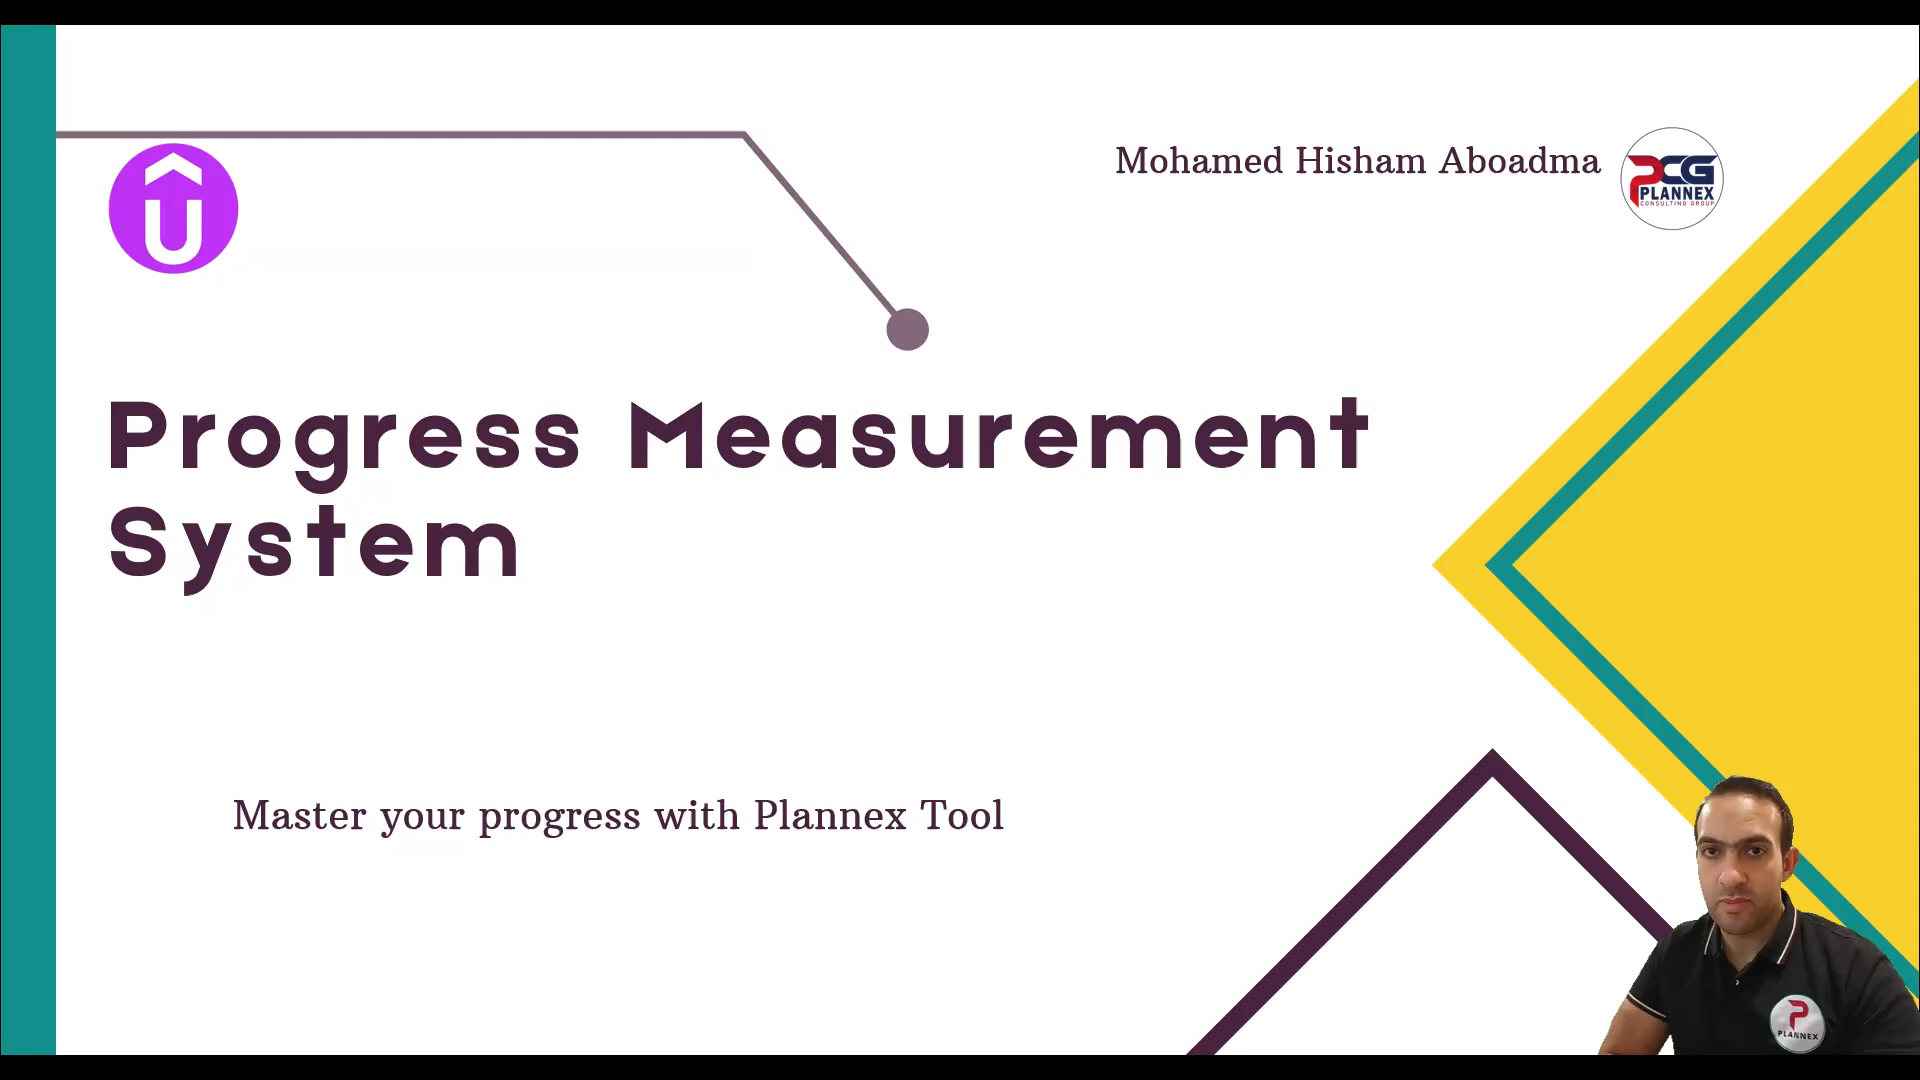 Mohamed Hisham Aboadma
PCG
PLANNEX
CONSULTING GROUP
Progress Measurement
System
Master your progress with Plannex Tool
P
PLANNEX